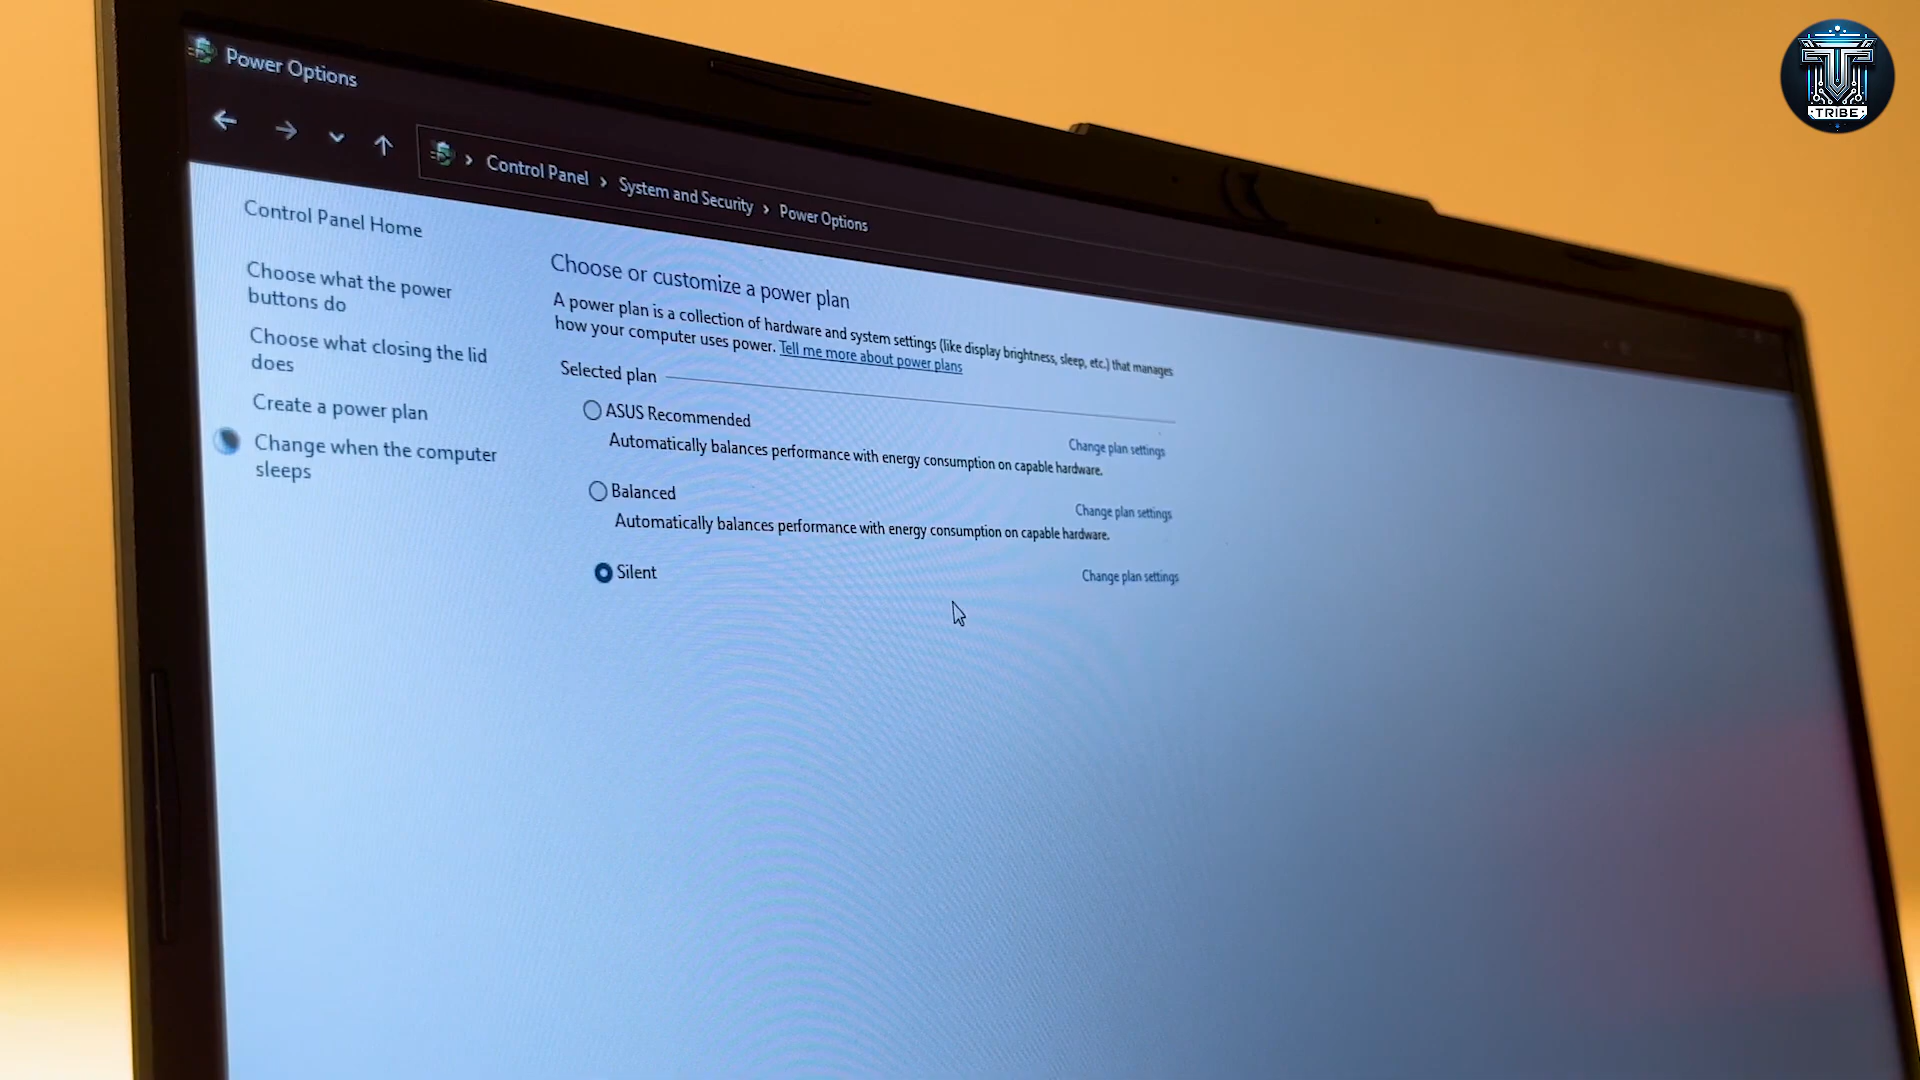 Power Options
Control Panel > System and Security > Power Options
Control Panel Home
Choose what the power
buttons do
Choose what closing the lid
does
Create a power plan
Change when the computer
sleeps
Choose or customize a power plan
A power plan is a collection of hardware and system settings (like display brightness, sleep, etc.) that manages
how your computer uses power. Tell me more about power plans
Selected plan
ASUS Recommended
Change plan settings
Automatically balances performance with energy consumption on capable hardware.
Balanced
Change plan settings
Automatically balances performance with energy consumption on capable hardware.
Silent
Change plan settings
TRIBE